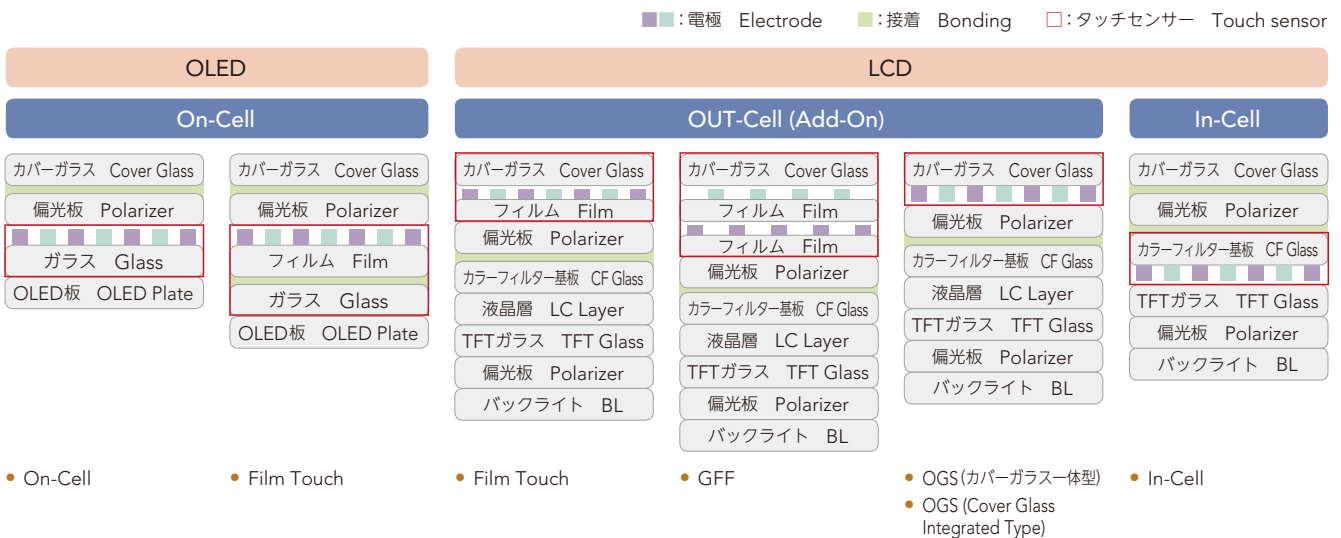 ：電極 Electrode ：接着 Bonding ：タッチセンサー Touch sensor
OLED
On-Cell
カバーガラス Cover Glass
偏光板 Polarizer
ガラス Glass
OLED板 OLED Plate
• On-Cell
カバーガラス Cover Glass
偏光板 Polarizer
フィルム Film
ガラス Glass
OLED板 OLED Plate
• Film Touch
LCD
OUT-Cell (Add-On)
カバーガラス Cover Glass
フィルム Film
偏光板 Polarizer
カラーフィルター基板 CF Glass
液晶層 LC Layer
TFTガラス TFT Glass
偏光板 Polarizer
バックライト BL
• Film Touch
カバーガラス Cover Glass
フィルム Film
フィルム Film
偏光板 Polarizer
カラーフィルター基板 CF Glass
液晶層 LC Layer
TFTガラス TFT Glass
偏光板 Polarizer
バックライト BL
• GFF
カバーガラス Cover Glass
偏光板 Polarizer
カラーフィルター基板 CF Glass
液晶層 LC Layer
TFTガラス TFT Glass
偏光板 Polarizer
バックライト BL
• OGS(カバーガラス一体型)
• OGS (Cover Glass
Integrated Type)
In-Cell
カバーガラス Cover Glass
偏光板 Polarizer
カラーフィルター基板 CF Glass
TFTガラス TFT Glass
偏光板 Polarizer
バックライト BL
• In-Cell